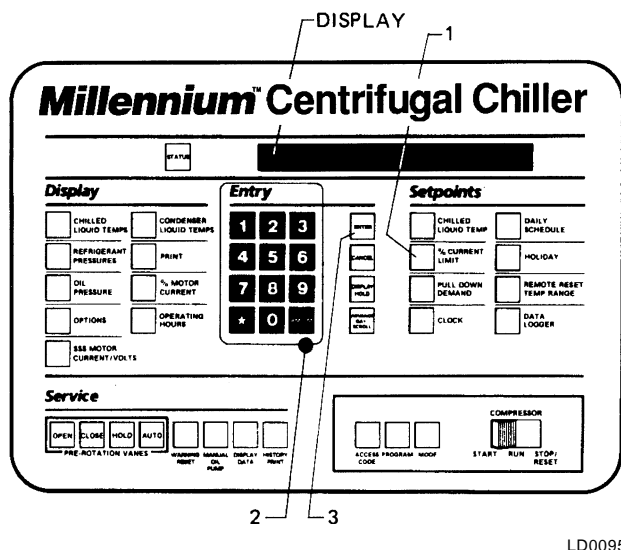 DISPLAY
1
Millennium™ Centrifugal Chiller
STATUS
Display
CHILLED
LIQUID TEMPS
CONDENSER
LIQUID TEMPS
REFRIGERANT
PRESSURES
PRINT
OIL
PRESSURE
% MOTOR
CURRENT
OPTIONS
OPERATING
HOURS
SSS MOTOR
CURRENT/VOLTS
Entry
1 2 3
4 5 6
7 8 9
* 0
ENTER
CANCEL
DISPLAY
HOLD
ADVANCE
DAY
SCROLL
Setpoints
CHILLED
LIQUID TEMP
DAILY
SCHEDULE
% CURRENT
LIMIT
HOLIDAY
PULL DOWN
DEMAND
REMOTE RESET
TEMP RANGE
CLOCK
DATA
LOGGER
Service
OPEN CLOSE HOLD AUTO
PRE-ROTATION VANES
WARNING
RESET
MANUAL
OIL
PUMP
DISPLAY
DATA
HISTORY
PRINT
ACCESS
CODE
PROGRAM
MODE
COMPRESSOR
START RUN STOP/
RESET
2
3
LD0095